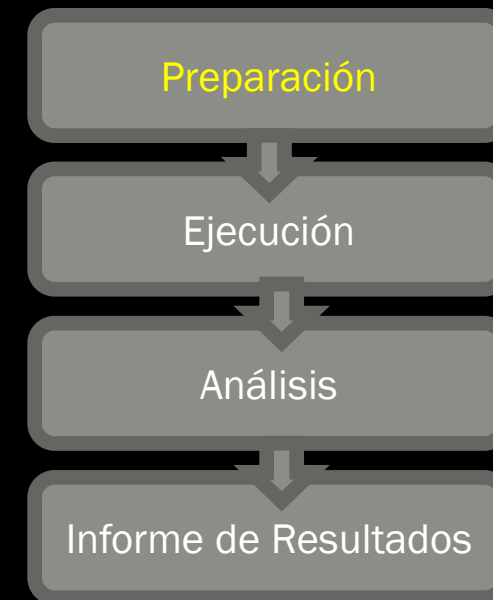 Preparación
Ejecución
Análisis
Informe de Resultados